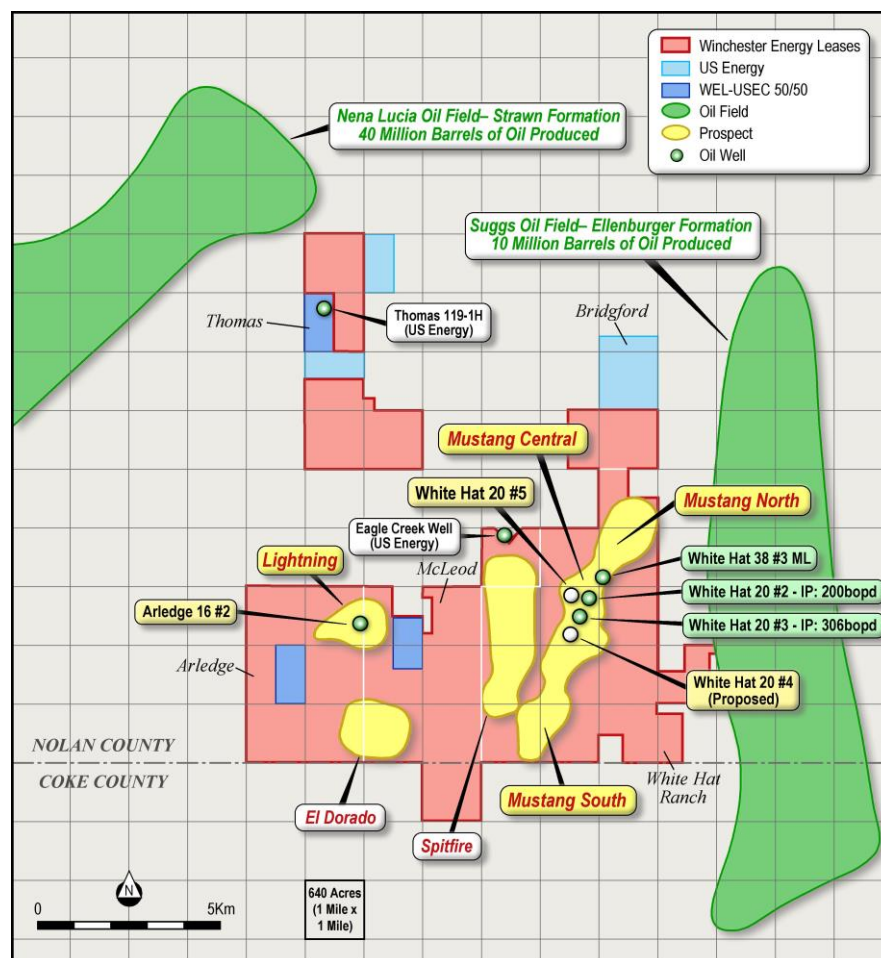 Winchester Energy Leases
US Energy
WEL-USEC 50/50
Oil Field
Prospect
Oil Well
Nena Lucia Oil Field– Strawn Formation
40 Million Barrels of Oil Produced
Suggs Oil Field– Ellenburger Formation
10 Million Barrels of Oil Produced
Thomas
Thomas 119-1H
(US Energy)
Bridgford
Mustang Central
White Hat 20 #5
Mustang North
Eagle Creek Well
(US Energy)
McLeod
Lightning
White Hat 38 #3 ML
White Hat 20 #2 - IP: 200bopd
Arledge 16 #2
White Hat 20 #3 - IP: 306bopd
Arledge
White Hat 20 #4
(Proposed)
NOLAN COUNTY
COKE COUNTY
White Hat
Ranch
Mustang South
El Dorado
Spitfire
N
0
5Km
640 Acres
(1 Mile x
1 Mile)